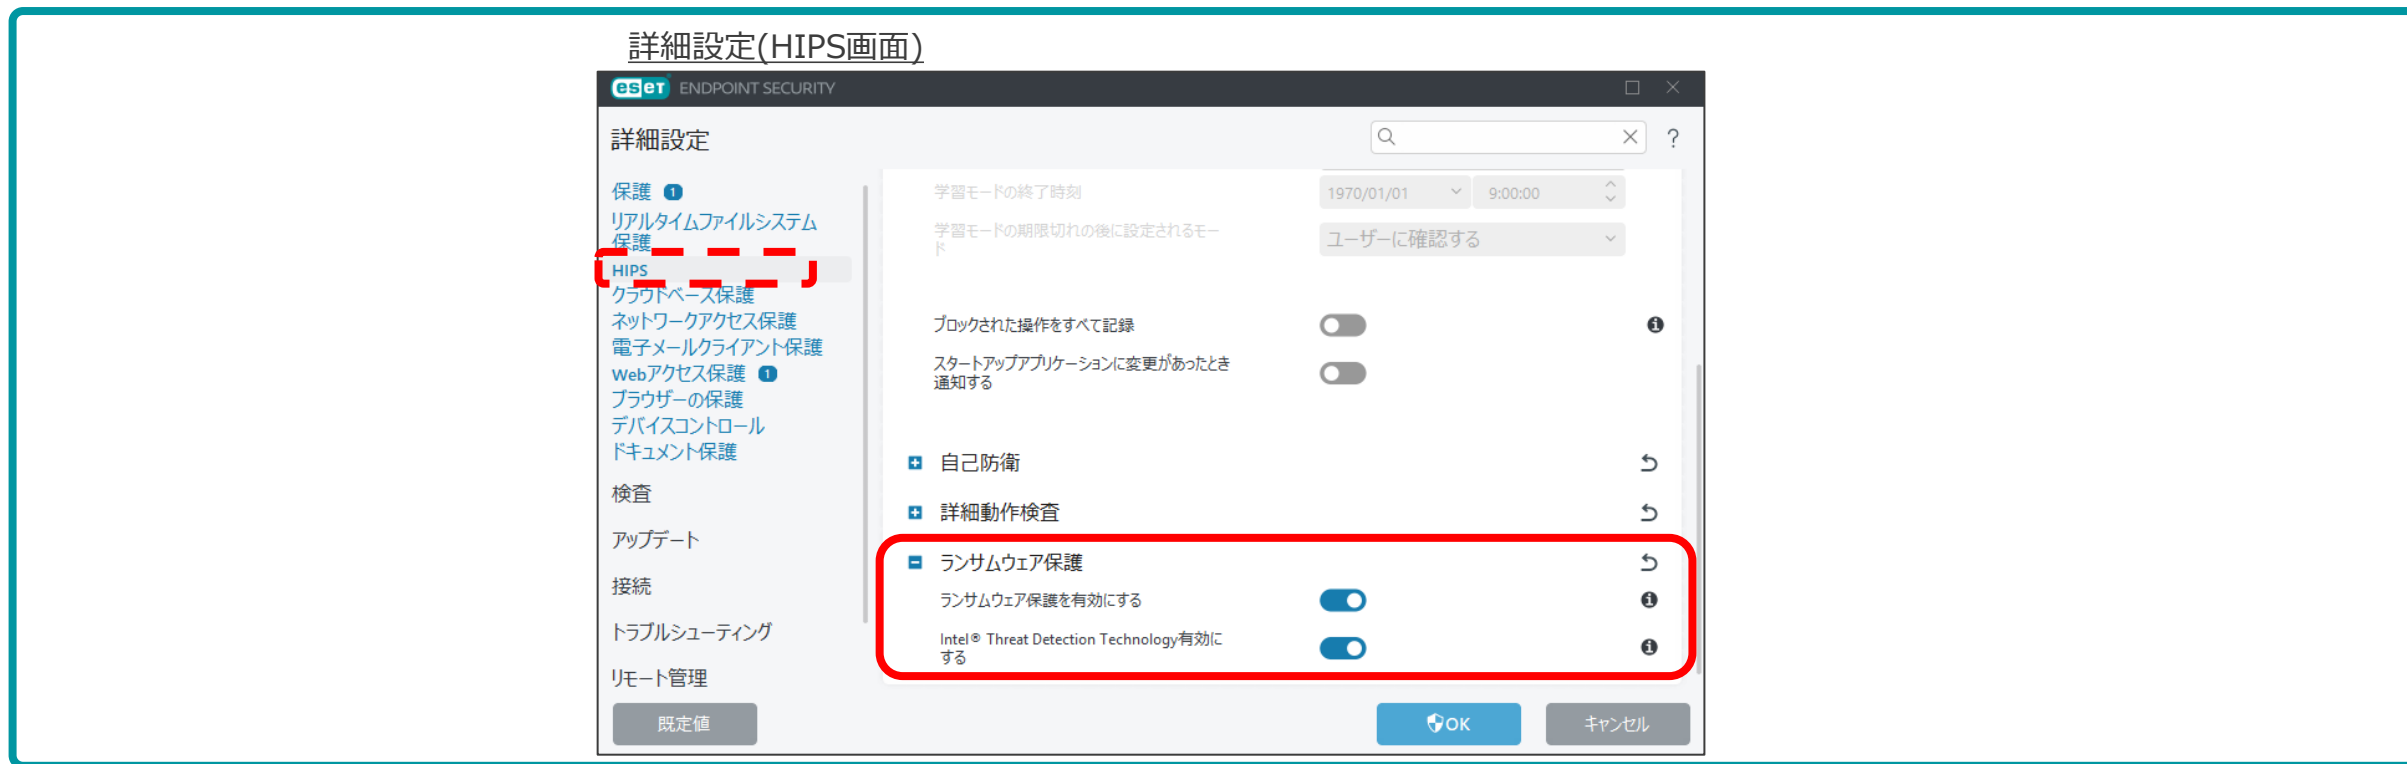 詳細設定(HIPS画面)
eset ENDPOINT SECURITY
詳細設定
?
保護 1
リアルタイムファイルシステム
保護
HIPS
クラウドベース保護
ネットワークアクセス保護
電子メールクライアント保護
Webアクセス保護 1
ブラウザーの保護
デバイスコントロール
ドキュメント保護
検査
アップデート
接続
トラブルシューティング
リモート管理
学習モードの終了時刻 1970/01/01 9:00:00
学習モードの期限切れの後に設定されるモー
ド
ユーザーに確認する
ブロックされた操作をすべて記録
スタートアップアプリケーションに変更があったとき
通知する
自己防衛
詳細動作検査
ランサムウェア保護
ランサムウェア保護を有効にする
Intel® Threat Detection Technology有効に
する
既定値
OK
キャンセル